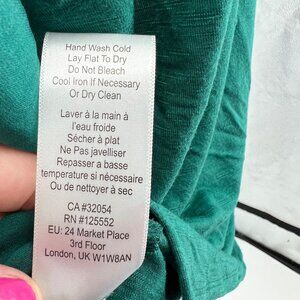 Hand Wash Cold
Lay Flat To Dry
Do Not Bleach
Cool Iron If Necessary
Or Dry Clean
Laver à la main à
l'eau froide
Sécher à plat
Ne Pas javelliser
Repasser a basse
temperature si nécessaire
Ou de nettoyer à sec
CA #32054
RN #125552
EU: 24 Market Place
3rd Floor
London, UK W1W8AN